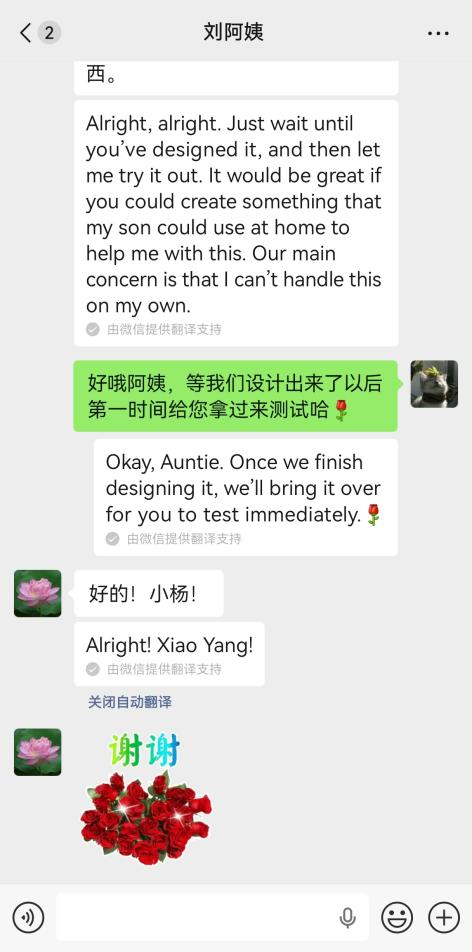 2
刘阿姨
西。
Alright, alright. Just wait until
you’ve designed it, and then let
me try it out. It would be great if
you could create something that
my son could use at home to
help me with this. Our main
concern is that I can’t handle this
on my own.
由微信提供翻译支持
好哦阿姨，等我们设计出来了以后
第一时间给您拿过来测试哈🌹
Okay, Auntie. Once we finish
designing it, we’ll bring it over
for you to test immediately.🌹
由微信提供翻译支持
好的！小杨！
Alright! Xiao Yang!
由微信提供翻译支持
关闭自动翻译
谢谢